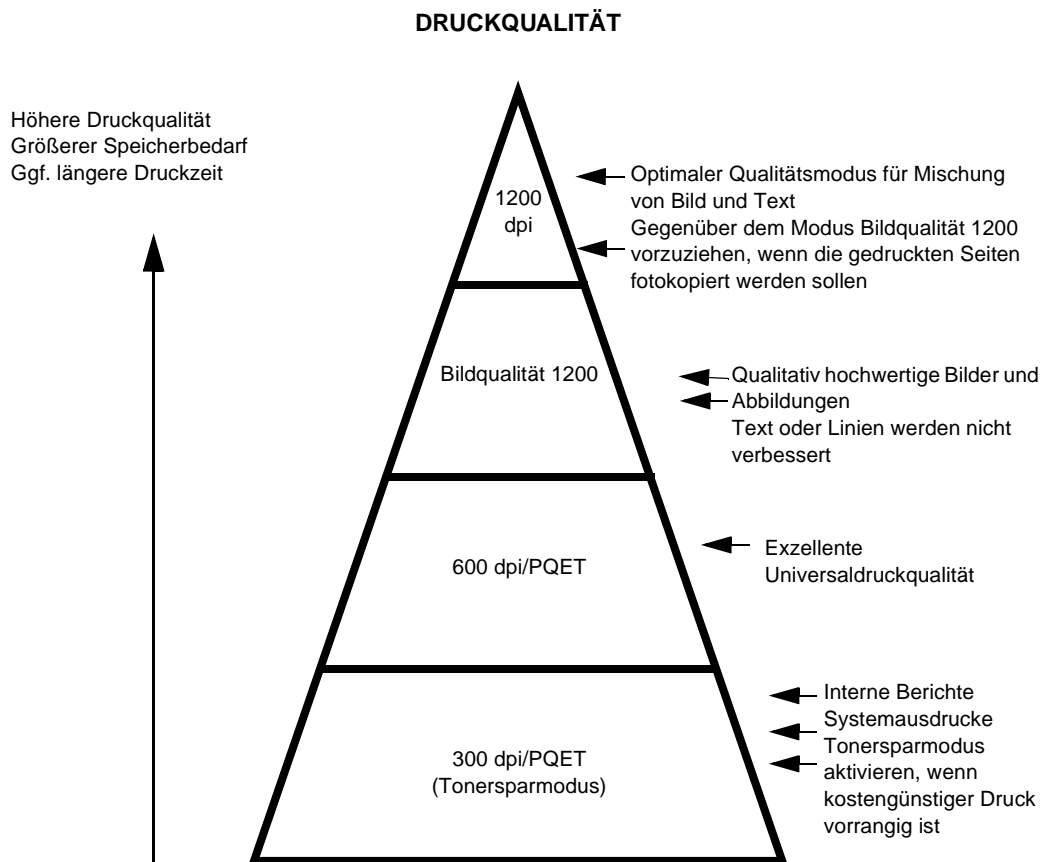 DRUCKQUALITÄT
Höhere Druckqualität
Größerer Speicherbedarf
Ggf. längere Druckzeit
1200
dpi
Optimaler Qualitätsmodus für Mischung
von Bild und Text
Gegenüber dem Modus Bildqualität 1200
vorzuziehen, wenn die gedruckten Seiten
fotokopiert werden sollen
Bildqualität 1200
Qualitativ hochwertige Bilder und
Abbildungen
Text oder Linien werden nicht
verbessert
600 dpi/PQET
Exzellente
Universaldruckqualität
300 dpi/PQET
(Tonersparmodus)
Interne Berichte
Systemausdrucke
Tonersparmodus
aktivieren, wenn
kostengünstiger Druck
vorrangig ist